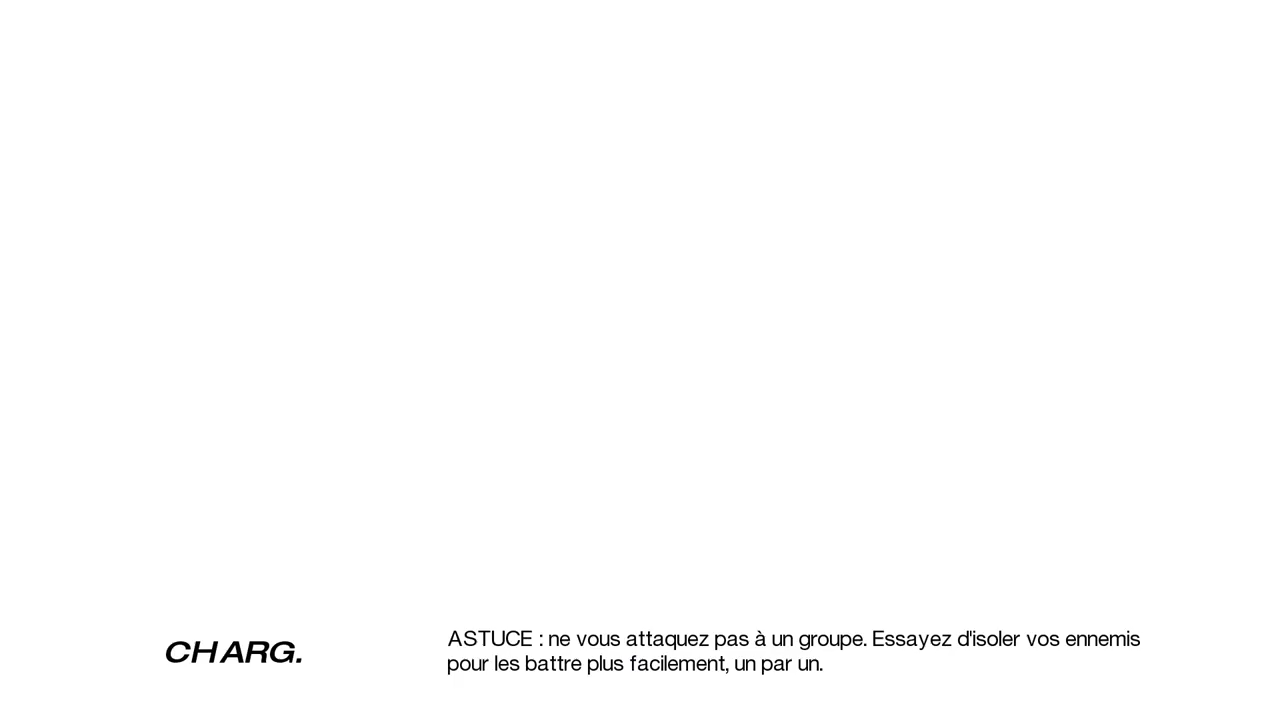 CHARG.
ASTUCE : ne vous attaquez pas à un groupe. Essayez d'isoler vos ennemis
pour les battre plus facilement, un par un.